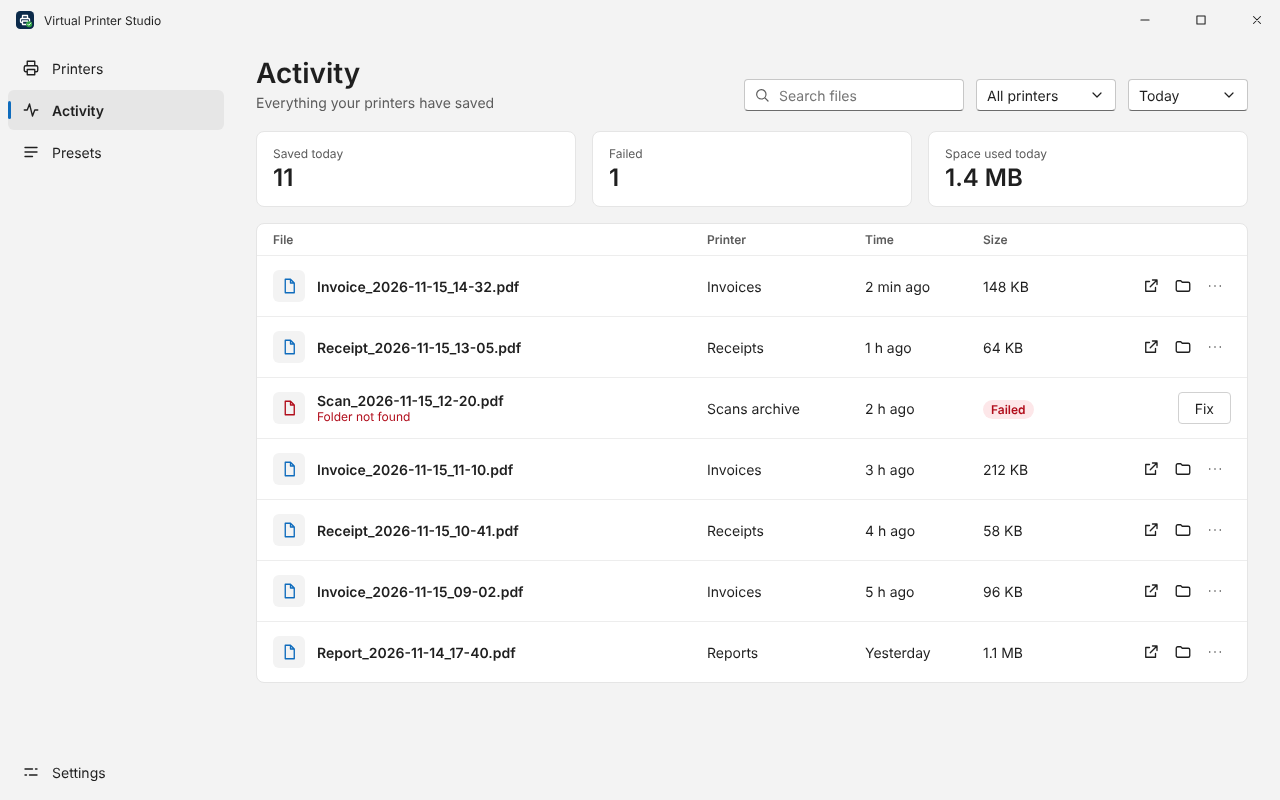 Virtual Printer Studio
Printers
Activity
Presets
Settings
Activity
Everything your printers have saved
Search files
All printers
Today
Saved today
11
Failed
1
Space used today
1.4 MB
File Printer Time Size
Invoice_2026-11-15_14-32.pdf Invoices 2 min ago 148 KB
Receipt_2026-11-15_13-05.pdf Receipts 1 h ago 64 KB
Scan_2026-11-15_12-20.pdf Scans archive 2 h ago Failed Fix
Folder not found
Invoice_2026-11-15_11-10.pdf Invoices 3 h ago 212 KB
Receipt_2026-11-15_10-41.pdf Receipts 4 h ago 58 KB
Invoice_2026-11-15_09-02.pdf Invoices 5 h ago 96 KB
Report_2026-11-14_17-40.pdf Reports Yesterday 1.1 MB